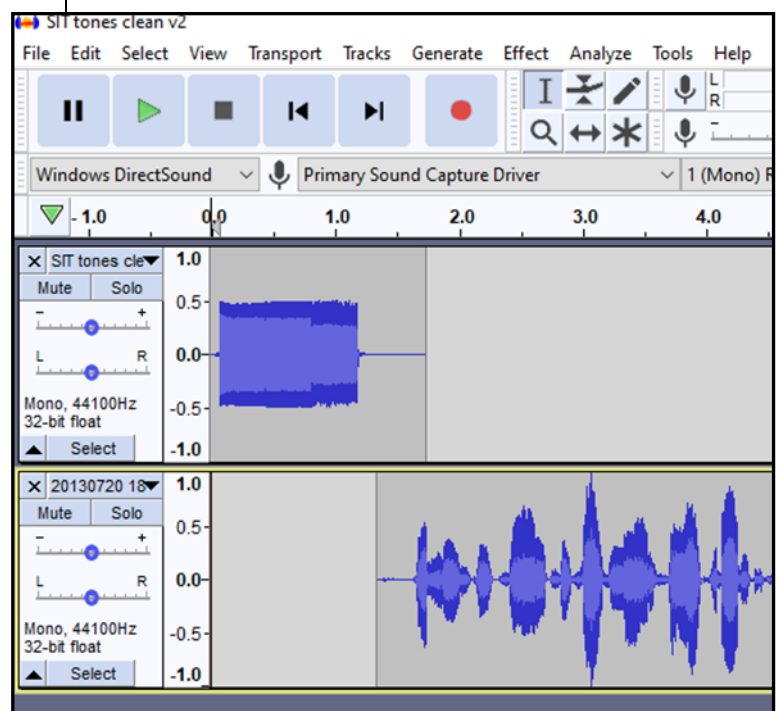 SIT tones clean v2
File Edit Select View Transport Tracks Generate Effect Analyze Tools Help
L
R
Windows DirectSound Primary Sound Capture Driver 1 (Mono) R
- 1.0 0.0 1.0 2.0 3.0 4.0
× SIT tones cle 1.0
Mute Solo
- + 0.5
L R 0.0
Mono, 44100Hz -0.5
32-bit float
Select -1.0
× 20130720 18 1.0
Mute Solo
- + 0.5
L R 0.0
Mono, 44100Hz -0.5
32-bit float
Select -1.0